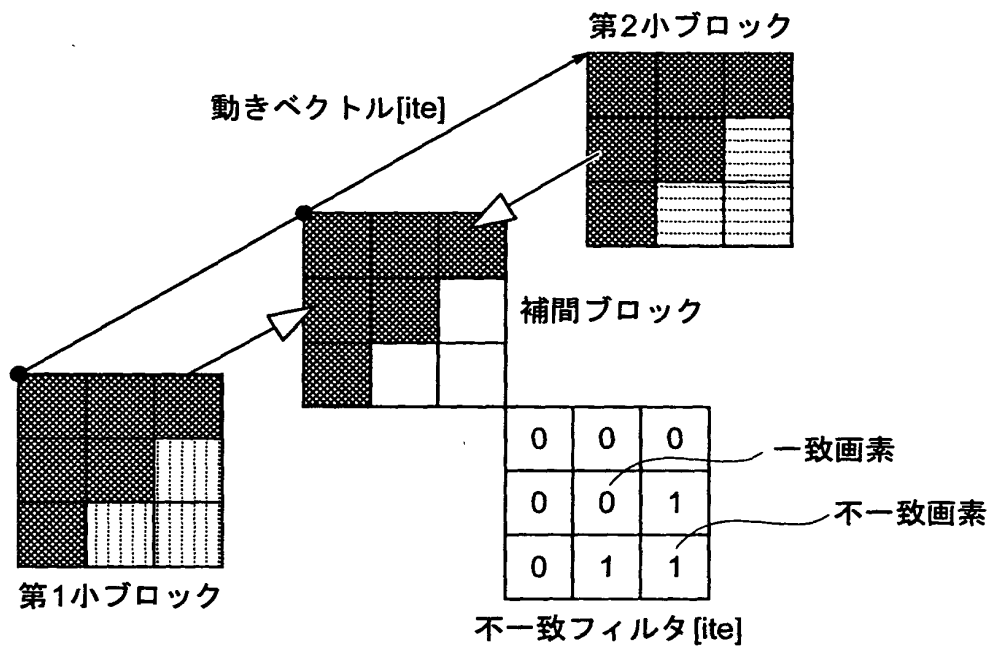 第2小ブロック
動きベクトル[ite]
補間ブロック
0 0 0
一致画素
0 0 1
不一致画素
0 1 1
第1小ブロック
不一致フィルタ[ite]